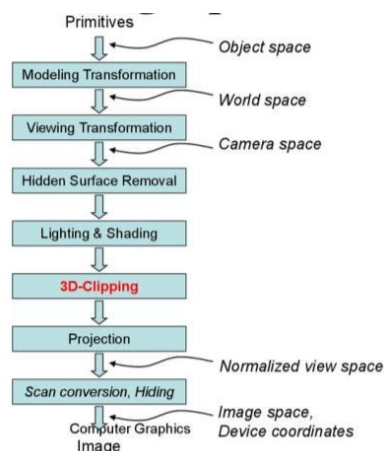 Primitives
Object space
Modeling Transformation
World space
Viewing Transformation
Camera space
Hidden Surface Removal
Lighting & Shading
3D-Clipping
Projection
Normalized view space
Scan conversion, Hiding
Image space,
Device coordinates
Computer Graphics
Image